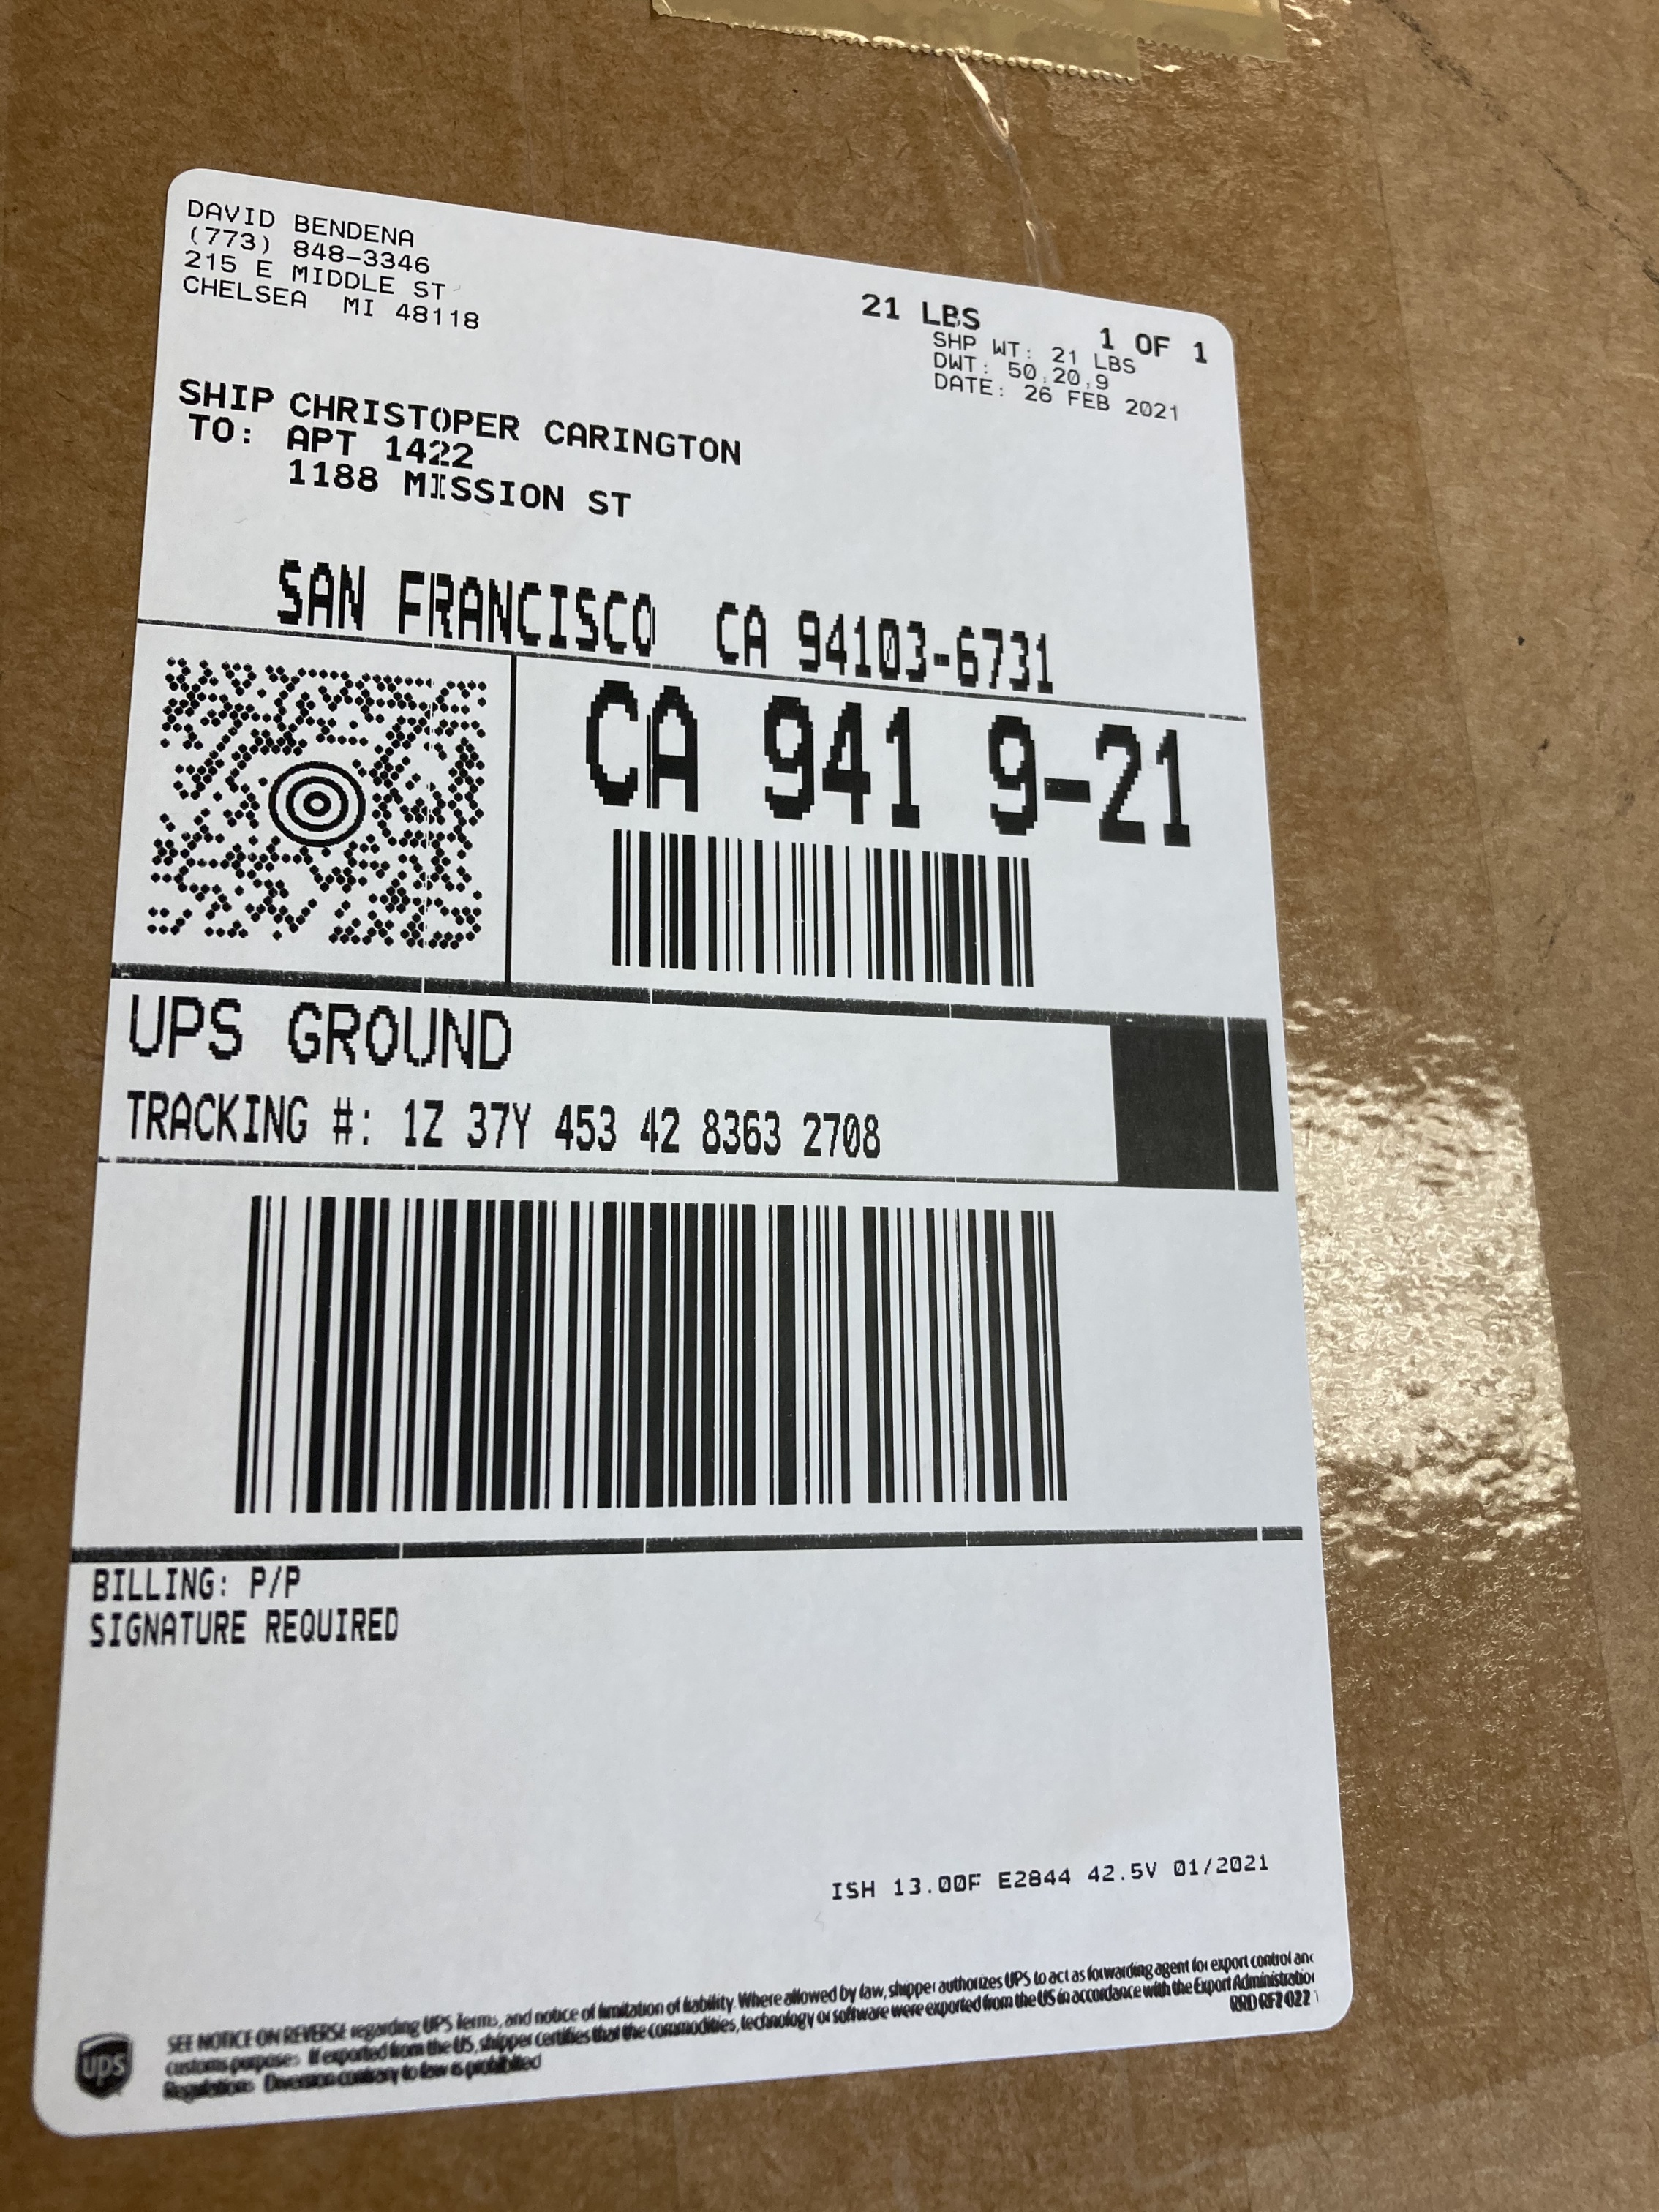 DAVID BENDENA
(773) 848-3346
215 E MIDDLE ST
CHELSEA MI 48118
21 LBS 1 OF 1
SHP WT: 21 LBS
DWT: 50,20,9
DATE: 26 FEB 2021
SHIP CHRISTOPER CARINGTON
TO: APT 1422
1188 MISSION ST
SAN FRANCISCO CA 94103-6731
CA 941 9-21
UPS GROUND
TRACKING #: 1Z 37Y 453 42 8363 2708
BILLING: P/P
SIGNATURE REQUIRED
ISH 13.00F E2844 42.5V 01/2021
SEE NOTICE ON REVERSE regarding UPS Terms, and notice of limitation of liability. Where allowed by law, shipper authorizes UPS to act as forwarding agent for export control and
customs purposes. If exported from the US, shipper certifies that the commodities, technology or software were exported from the US in accordance with the Export Administration
Regulations. Diversion contrary to law is prohibited.
RRD RF2 022
ups